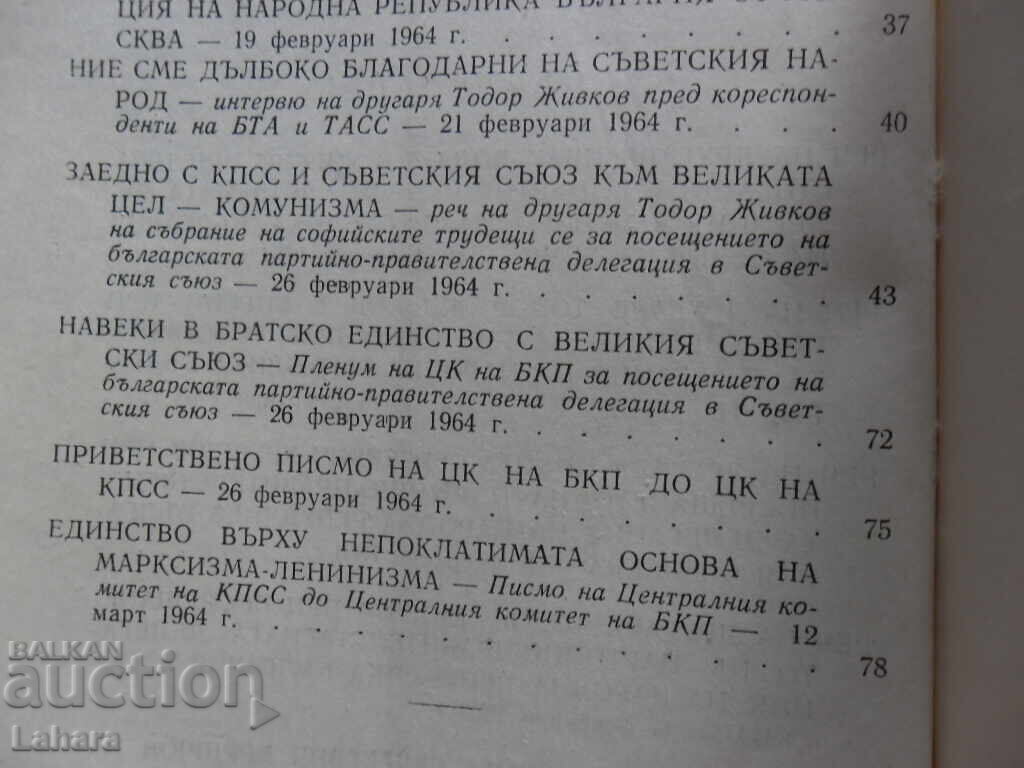 ЦИЯ НА НАРОДНА РЕПУБЛИКА БЪЛГАРИЯ
СКВА — 19 февруари 1964 г. . . . . . . . . 37
НИЕ СМЕ ДЪЛБОКО БЛАГОДАРНИ НА СЪВЕТСКИЯ НА-
РОД — интервю на другаря Тодор Живков пред кореспон-
денти на БТА и ТАСС — 21 февруари 1964 г. . . . . 40
ЗАЕДНО С КПСС И СЪВЕТСКИЯ СЪЮЗ КЪМ ВЕЛИКАТА
ЦЕЛ — КОМУНИЗМА — реч на другаря Тодор Живков
на събрание на софийските трудещи се за посещението на
българската партийно-правителствена делегация в Съвет-
ския съюз — 26 февруари 1964 г. . . . . . . . 43
НАВЕКИ В БРАТСКО ЕДИНСТВО С ВЕЛИКИЯ СЪВЕТ-
СКИ СЪЮЗ — Пленум на ЦК на БКП за посещението на
българската партийно-правителствена делегация в Съвет-
ския съюз — 26 февруари 1964 г. . . . . . . . 72
ПРИВЕТСТВЕНО ПИСМО НА ЦК НА БКП ДО ЦК НА
КПСС — 26 февруари 1964 г. . . . . . . . . 75
ЕДИНСТВО ВЪРХУ НЕПОКЛАТИМАТА ОСНОВА НА
МАРКСИЗМА-ЛЕНИНИЗМА — Писмо на Централния ко-
митет на КПСС до Централния комитет на БКП — 12
март 1964 г. . . . . . . . . . . . 78
BALKAN
auction
Lahara